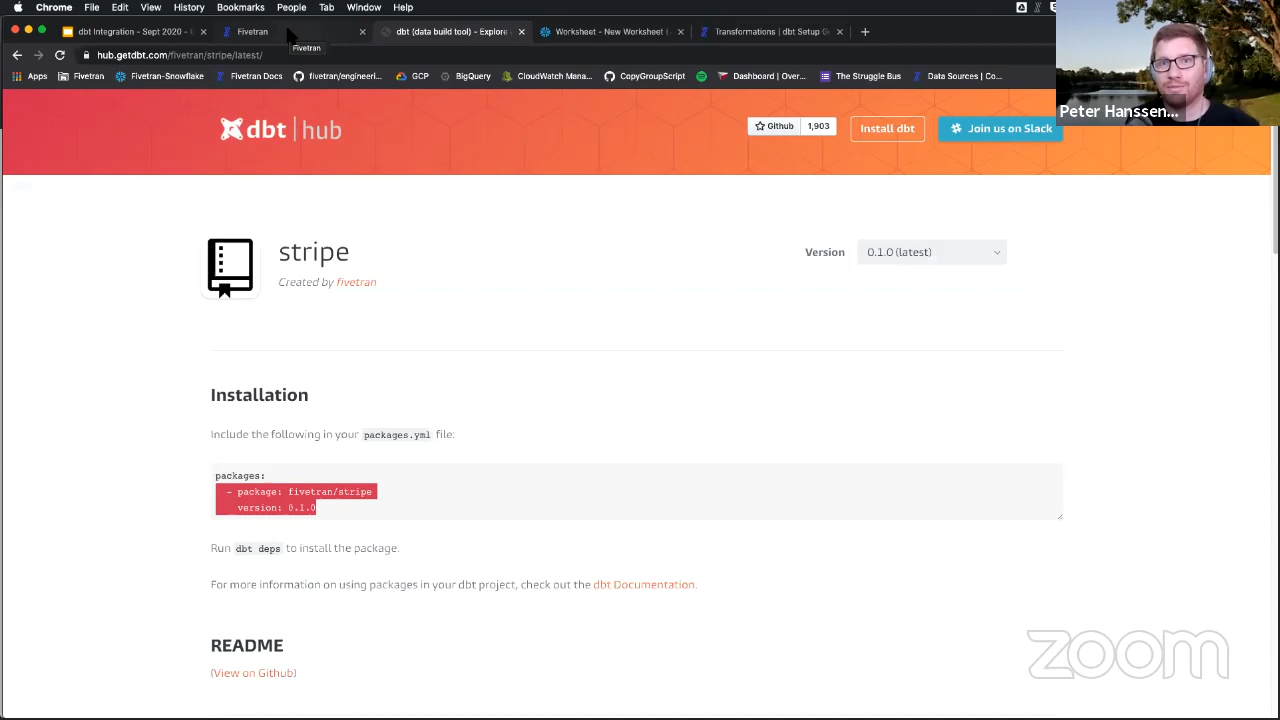 Chrome File Edit View History Bookmarks People Tab Window Help
dbt Integration - Sept 2020 - Fivetran dbt (data build tool) - Explore Worksheet - New Worksheet Transformations | dbt Setup G
Fivetran
hub.getdbt.com/fivetran/stripe/latest/
Apps Fivetran Fivetran-Snowflake Fivetran Docs fivetran/engineeri... GCP BigQuery CloudWatch Mana... CopyGroupScript Dashboard | Over... The Struggle Bus Data Sources | Co...
Peter Hanssen...
dbt hub
Github 1,903
Install dbt
Join us on Slack
stripe
Version 0.1.0 (latest)
Created by fivetran
Installation
Include the following in your packages.yml file:
packages:
- package: fivetran/stripe
version: 0.1.0
Run dbt deps to install the package.
For more information on using packages in your dbt project, check out the dbt Documentation.
README
(View on Github)
zoom